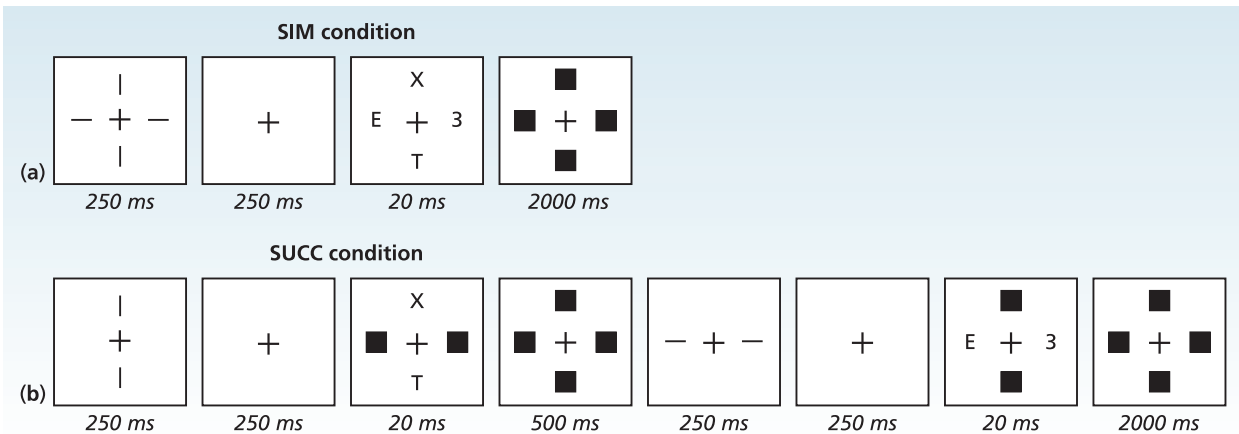 SIM condition
X
E 3
T
(a)
250 ms 250 ms 20 ms 2000 ms
SUCC condition
X
E 3
T
(b)
250 ms 250 ms 20 ms 500 ms 250 ms 250 ms 20 ms 2000 ms